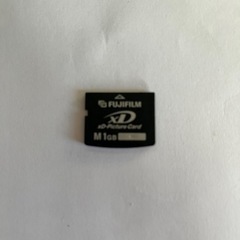 FUJIFILM
xD
xD-Picture Card
M 1GB